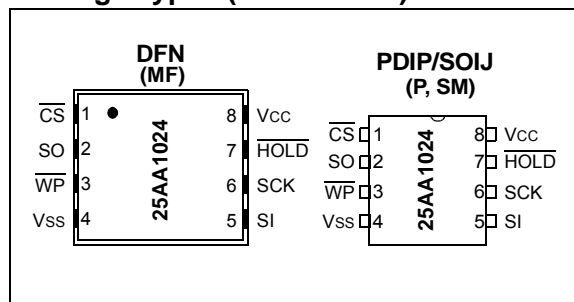 DFN
(MF)
CS 1 8 VCC
SO 2 7 HOLD
WP 3 6 SCK
VSS 4 5 SI
25AA1024
PDIP/SOIJ
(P, SM)
CS 1 8 VCC
SO 2 7 HOLD
WP 3 6 SCK
VSS 4 5 SI
25AA1024